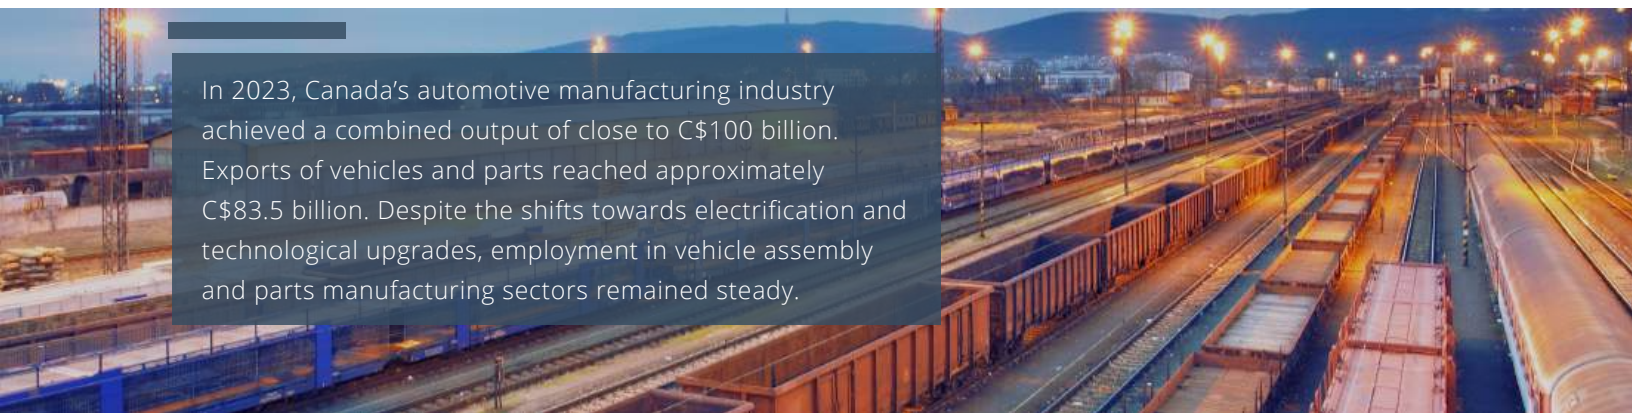 In 2023, Canada’s automotive manufacturing industry
achieved a combined output of close to C$100 billion.
Exports of vehicles and parts reached approximately
C$83.5 billion. Despite the shifts towards electrification and
technological upgrades, employment in vehicle assembly
and parts manufacturing sectors remained steady.